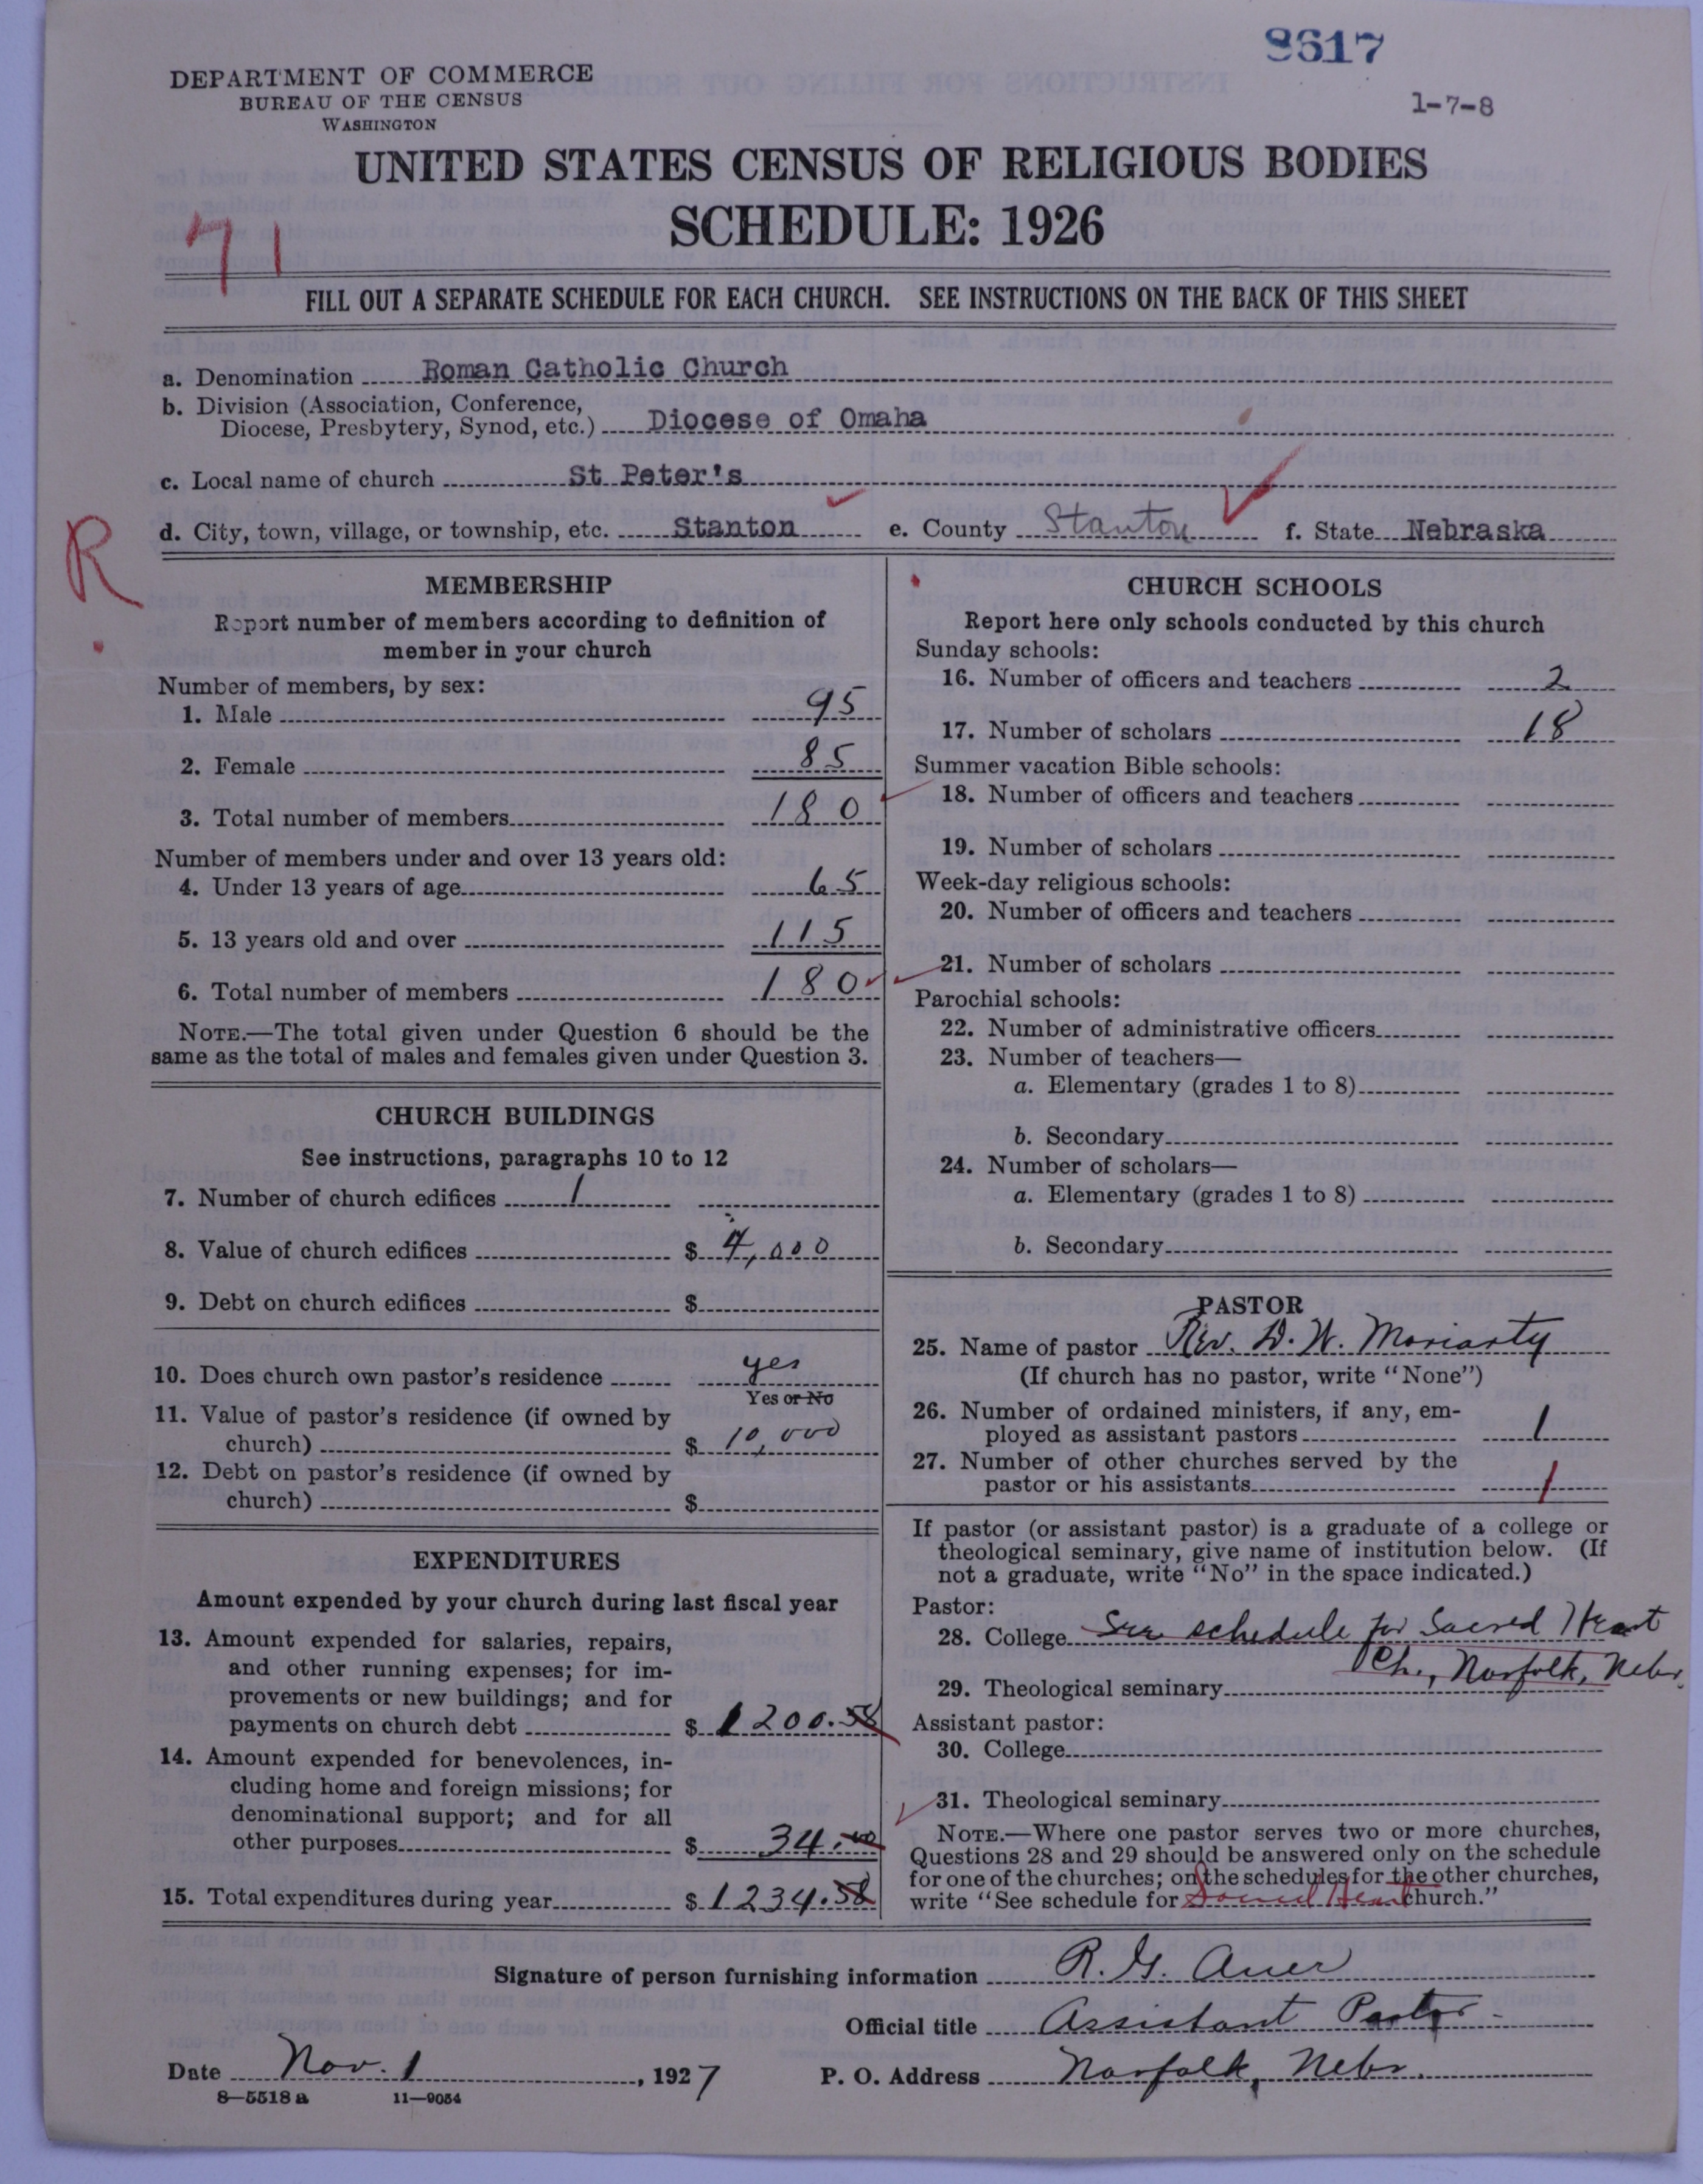 8617
DEPARTMENT OF COMMERCE
BUREAU OF THE CENSUS
WASHINGTON
1-7-8
UNITED STATES CENSUS OF RELIGIOUS BODIES
SCHEDULE: 1926
71
FILL OUT A SEPARATE SCHEDULE FOR EACH CHURCH. SEE INSTRUCTIONS ON THE BACK OF THIS SHEET
a. Denomination Roman Catholic Church
b. Division (Association, Conference,
Diocese, Presbytery, Synod, etc.) Diocese of Omaha
c. Local name of church St Peter's
d. City, town, village, or township, etc. Stanton e. County Stanton f. State Nebraska
R
MEMBERSHIP
Report number of members according to definition of
member in your church
Number of members, by sex:
1. Male 95
2. Female 85
3. Total number of members 180
Number of members under and over 13 years old:
4. Under 13 years of age 65
5. 13 years old and over 115
6. Total number of members 180
NOTE.—The total given under Question 6 should be the
same as the total of males and females given under Question 3.
CHURCH BUILDINGS
See instructions, paragraphs 10 to 12
7. Number of church edifices 1
8. Value of church edifices $ 4,000
9. Debt on church edifices $
10. Does church own pastor's residence yes
Yes or No
11. Value of pastor's residence (if owned by
church) $ 10,000
12. Debt on pastor's residence (if owned by
church) $
EXPENDITURES
Amount expended by your church during last fiscal year
13. Amount expended for salaries, repairs,
and other running expenses; for im-
provements or new buildings; and for
payments on church debt $ 1200.58
14. Amount expended for benevolences, in-
cluding home and foreign missions; for
denominational support; and for all
other purposes $ 34.00
15. Total expenditures during year $ 1234.58
CHURCH SCHOOLS
Report here only schools conducted by this church
Sunday schools:
16. Number of officers and teachers 2
17. Number of scholars 18
Summer vacation Bible schools:
18. Number of officers and teachers
19. Number of scholars
Week-day religious schools:
20. Number of officers and teachers
21. Number of scholars
Parochial schools:
22. Number of administrative officers
23. Number of teachers—
a. Elementary (grades 1 to 8)
b. Secondary
24. Number of scholars—
a. Elementary (grades 1 to 8)
b. Secondary
PASTOR
25. Name of pastor Rev. D. W. Moriarty
(If church has no pastor, write "None")
26. Number of ordained ministers, if any, em-
ployed as assistant pastors 1
27. Number of other churches served by the
pastor or his assistants 1
If pastor (or assistant pastor) is a graduate of a college or
theological seminary, give name of institution below. (If
not a graduate, write "No" in the space indicated.)
Pastor:
28. College See schedule for Sacred Heart
Ch., Norfolk, Nebr.
29. Theological seminary
Assistant pastor:
30. College
31. Theological seminary
NOTE.—Where one pastor serves two or more churches,
Questions 28 and 29 should be answered only on the schedule
for one of the churches; on the schedules for the other churches,
write "See schedule for Sacred Heart church."
Signature of person furnishing information R. G. Auer
Official title Assistant Pastor
Date Nov. 1, 1927 P. O. Address Norfolk, Nebr.
8—5518 a 11—9054